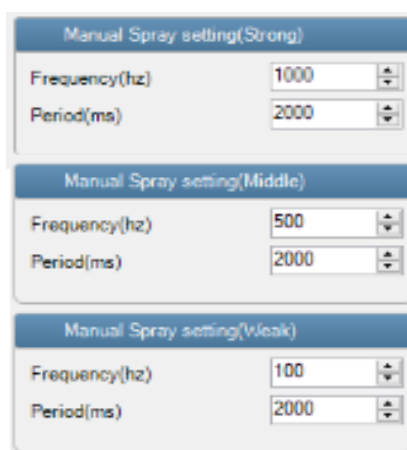 Manual Spray setting(Strong)
Frequency(hz) 1000
Period(ms) 2000
Manual Spray setting(Middle)
Frequency(hz) 500
Period(ms) 2000
Manual Spray setting(Weak)
Frequency(hz) 100
Period(ms) 2000